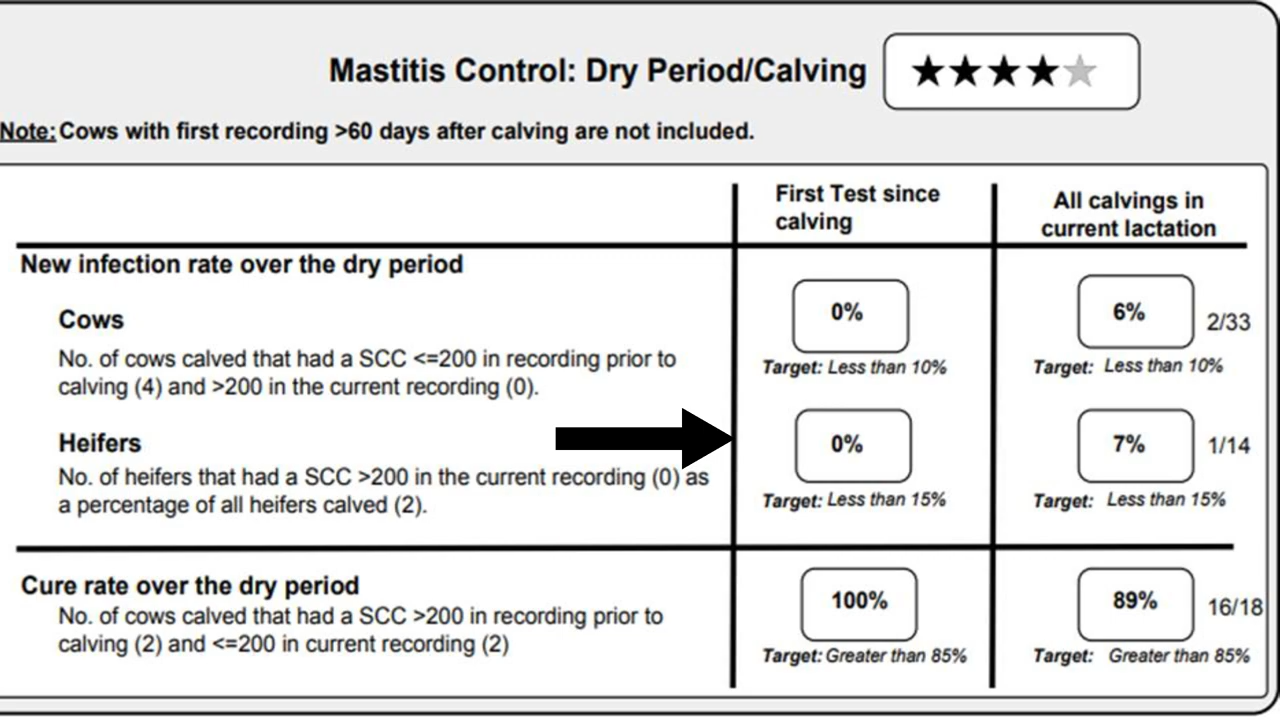 Mastitis Control: Dry Period/Calving
Note: Cows with first recording >60 days after calving are not included.
First Test since
calving
All calvings in
current lactation
New infection rate over the dry period
Cows
No. of cows calved that had a SCC <=200 in recording prior to
calving (4) and >200 in the current recording (0).
0%
Target: Less than 10%
6%
2/33
Target: Less than 10%
Heifers
No. of heifers that had a SCC >200 in the current recording (0) as
a percentage of all heifers calved (2).
0%
Target: Less than 15%
7%
1/14
Target: Less than 15%
Cure rate over the dry period
No. of cows calved that had a SCC >200 in recording prior to
calving (2) and <=200 in current recording (2)
100%
Target: Greater than 85%
89%
16/18
Target: Greater than 85%